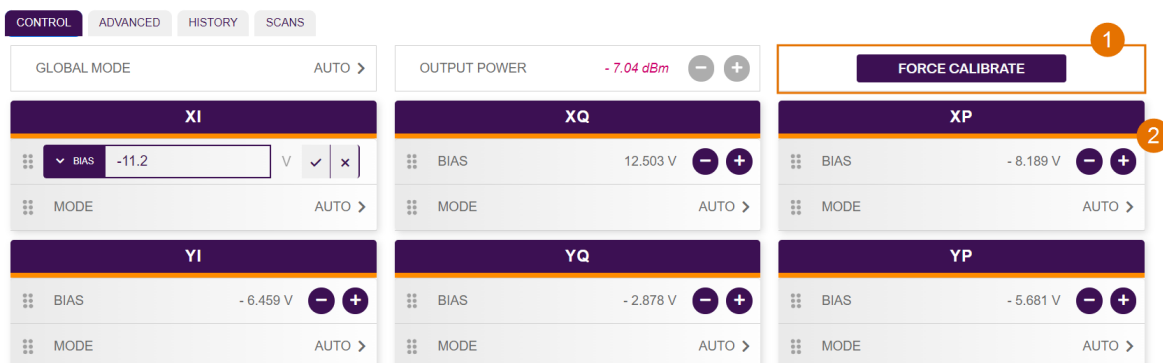 CONTROL ADVANCED HISTORY SCANS
1
GLOBAL MODE AUTO
OUTPUT POWER - 7.04 dBm
FORCE CALIBRATE
XI
BIAS -11.2 V
MODE AUTO
XQ
BIAS 12.503 V
MODE AUTO
XP
2
BIAS - 8.189 V
MODE AUTO
YI
BIAS - 6.459 V
MODE AUTO
YQ
BIAS - 2.878 V
MODE AUTO
YP
BIAS - 5.681 V
MODE AUTO